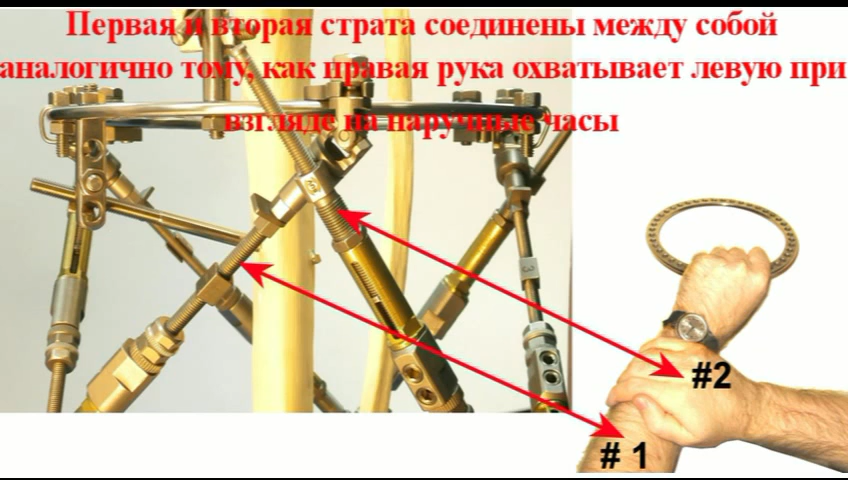 Первая и вторая страта соединены между собой
аналогично тому, как правая рука охватывает левую при
взгляде на наручные часы
#2
# 1